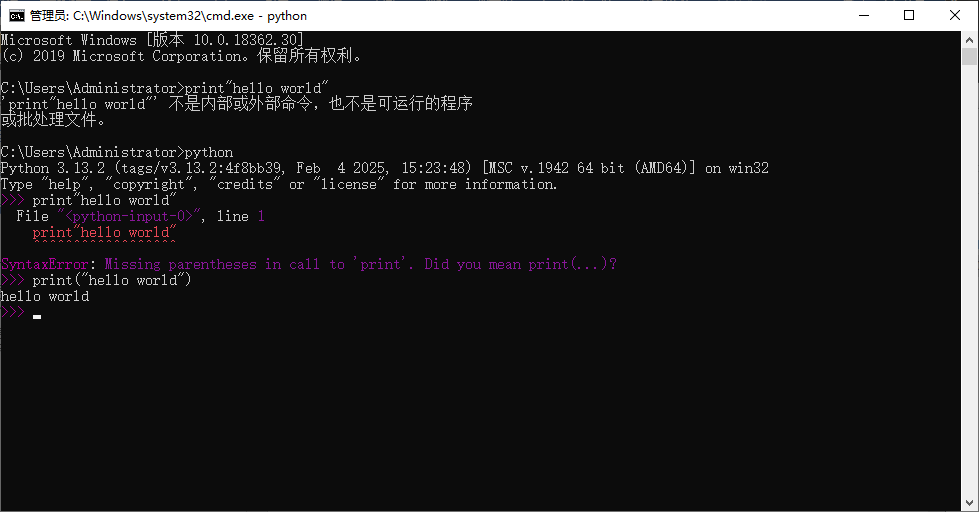 管理员: C:\Windows\system32\cmd.exe - python
Microsoft Windows [版本 10.0.18362.30]
(c) 2019 Microsoft Corporation。保留所有权利。
C:\Users\Administrator>print"hello world"
'print"hello world"' 不是内部或外部命令，也不是可运行的程序
或批处理文件。
C:\Users\Administrator>python
Python 3.13.2 (tags/v3.13.2:4f8bb39, Feb  4 2025, 15:23:48) [MSC v.1942 64 bit (AMD64)] on win32
Type "help", "copyright", "credits" or "license" for more information.
>>> print"hello world"
  File "<python-input-0>", line 1
    print"hello world"
    ^^^^^^^^^^^^^^^^^^
SyntaxError: Missing parentheses in call to 'print'. Did you mean print(...)?
>>> print("hello world")
hello world
>>>